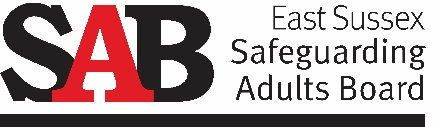 SAB
East Sussex
Safeguarding
Adults Board